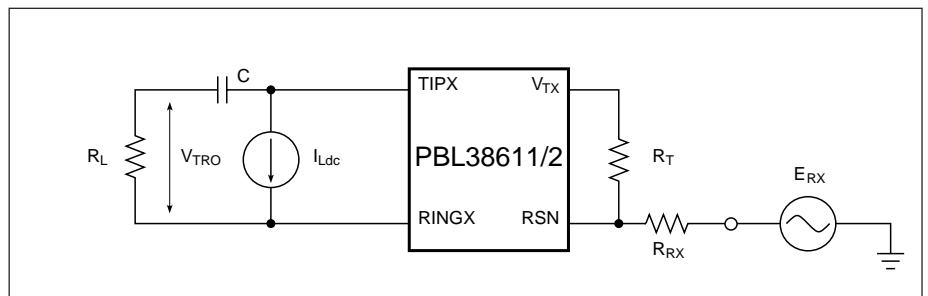 C
TIPX
VTX
RL
VTRO
ILdc
PBL38611/2
RT
ERX
RINGX
RSN
RRX